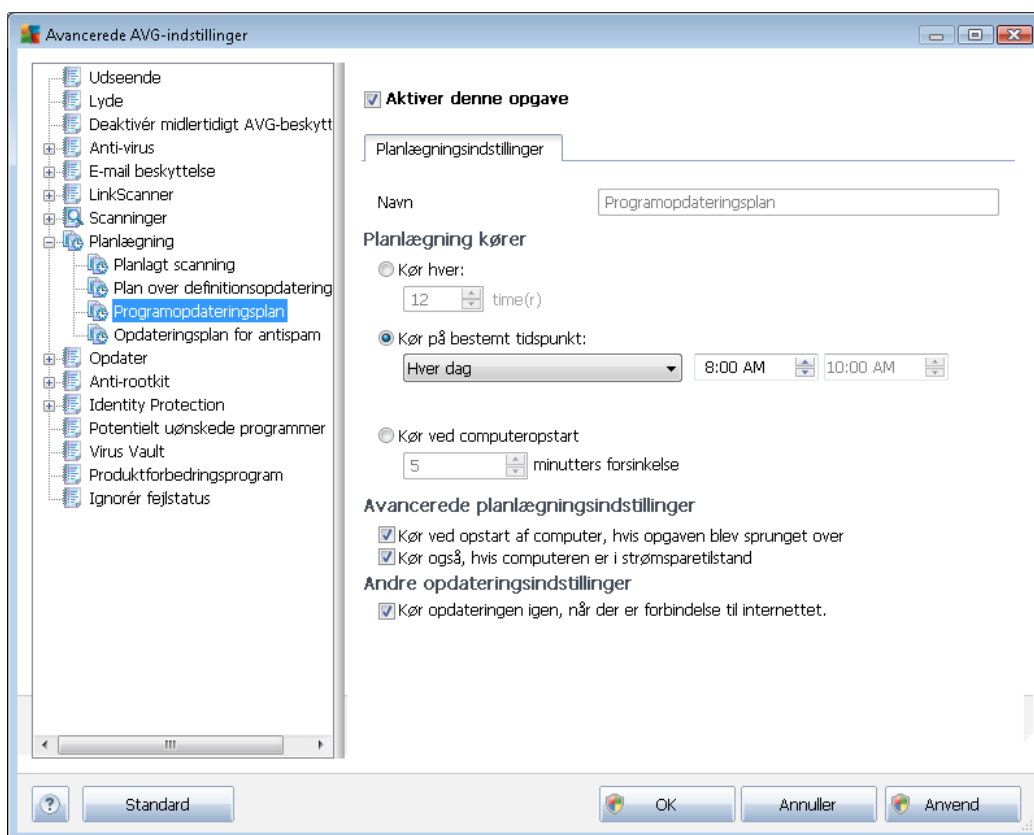 Avancerede AVG-indstillinger
Udseende
Lyde
Deaktivér midlertidigt AVG-beskytt
Anti-virus
E-mail beskyttelse
LinkScanner
Scanninger
Planlægning
Planlagt scanning
Plan over definitionsopdatering
Programopdateringsplan
Opdateringsplan for antispam
Opdater
Anti-rootkit
Identity Protection
Potentielt uønskede programmer
Virus Vault
Produktforbedringsprogram
Ignorér fejlstatus
Aktiver denne opgave
Planlægningsindstillinger
Navn Programopdateringsplan
Planlægning kører
Kør hver:
12 time(r)
Kør på bestemt tidspunkt:
Hver dag 8:00 AM 10:00 AM
Kør ved computeropstart
5 minutters forsinkelse
Avancerede planlægningsindstillinger
Kør ved opstart af computer, hvis opgaven blev sprunget over
Kør også, hvis computeren er i strømsparetilstand
Andre opdateringsindstillinger
Kør opdateringen igen, når der er forbindelse til internettet.
? Standard OK Annuller Anvend